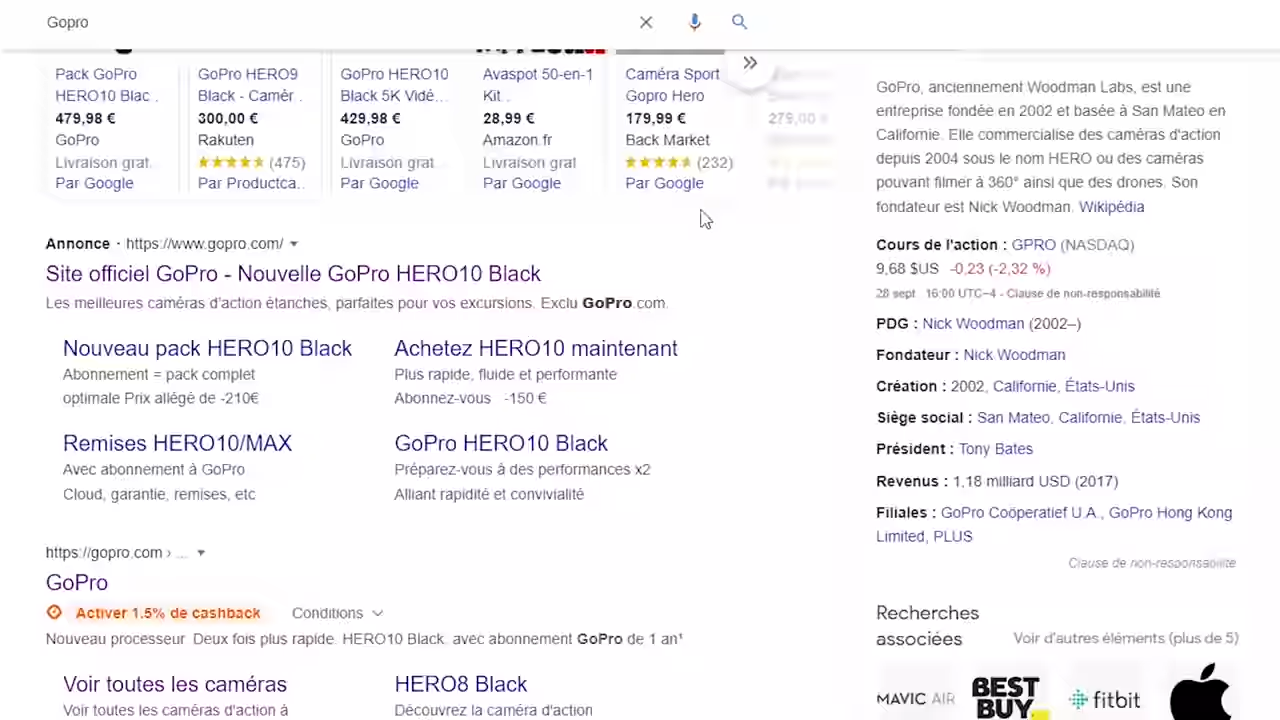 Gopro
Pack GoPro
HERO10 Blac .
479,98 €
GoPro
Livraison grat.
Par Google
GoPro HERO9
Black - Camér .
300,00 €
Rakuten
(475)
Par Productca..
GoPro HERO10
Black 5K Vidé...
429,98 €
GoPro
Livraison grat..
Par Google
Avaspot 50-en-1
Kit .
28,99 €
Amazon.fr
Livraison grat
Par Google
Caméra Sport
Gopro Hero
179,99 €
Back Market
(232)
Par Google
279,00 €
Annonce · https://www.gopro.com/
Site officiel GoPro - Nouvelle GoPro HERO10 Black
Les meilleures caméras d'action étanches, parfaites pour vos excursions. Exclu GoPro.com.
Nouveau pack HERO10 Black
Abonnement = pack complet
optimale Prix allégé de -210€
Achetez HERO10 maintenant
Plus rapide, fluide et performante
Abonnez-vous -150 €
Remises HERO10/MAX
Avec abonnement à GoPro
Cloud, garantie, remises, etc
GoPro HERO10 Black
Préparez-vous à des performances x2
Alliant rapidité et convivialité
https://gopro.com › ...
GoPro
Activer 1.5% de cashback Conditions
Nouveau processeur Deux fois plus rapide. HERO10 Black. avec abonnement GoPro de 1 an¹
Voir toutes les caméras
Voir toutes les caméras d'action à
HERO8 Black
Découvrez la caméra d'action
GoPro, anciennement Woodman Labs, est une
entreprise fondée en 2002 et basée à San Mateo en
Californie. Elle commercialise des caméras d'action
depuis 2004 sous le nom HERO ou des caméras
pouvant filmer à 360° ainsi que des drones. Son
fondateur est Nick Woodman. Wikipédia
Cours de l'action : GPRO (NASDAQ)
9,68 $US -0,23 (-2,32 %)
28 sept. 16:00 UTC−4 - Clause de non-responsabilité
PDG : Nick Woodman (2002–)
Fondateur : Nick Woodman
Création : 2002, Californie, États-Unis
Siège social : San Mateo, Californie, États-Unis
Président : Tony Bates
Revenus : 1,18 milliard USD (2017)
Filiales : GoPro Coöperatief U.A., GoPro Hong Kong
Limited, PLUS
Clause de non-responsabilité
Recherches
associées
Voir d'autres éléments (plus de 5)
MAVIC AIR
BEST
BUY
fitbit